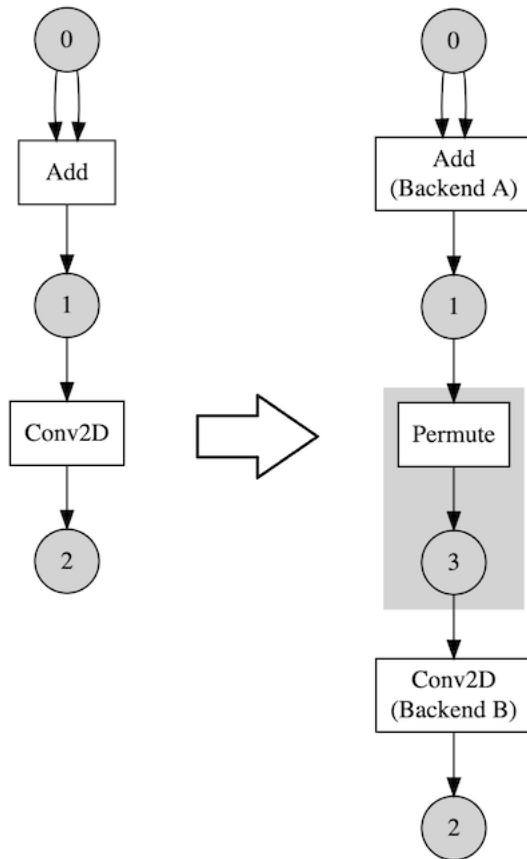 0
Add
1
Conv2D
2
0
Add
(Backend A)
1
Permute
3
Conv2D
(Backend B)
2